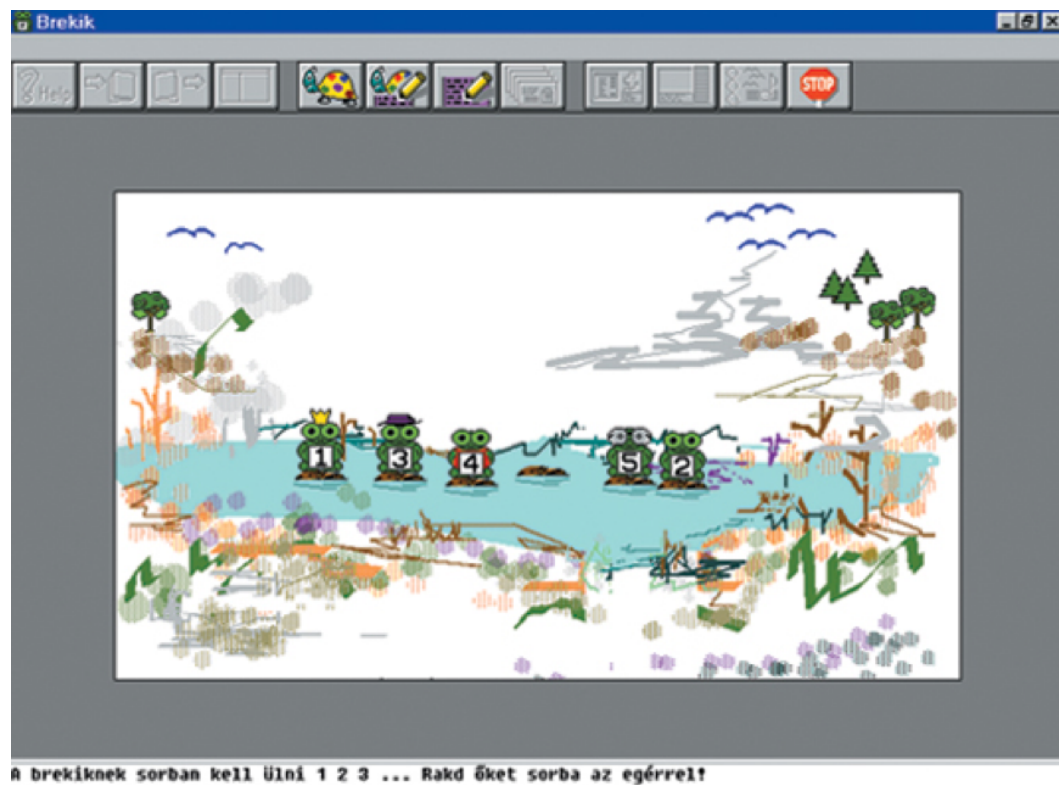 Brekik
Help
STOP
1 3 4 5 2
A brekiknek sorban kell ülni 1 2 3 ... Rakd őket sorba az egérrel!